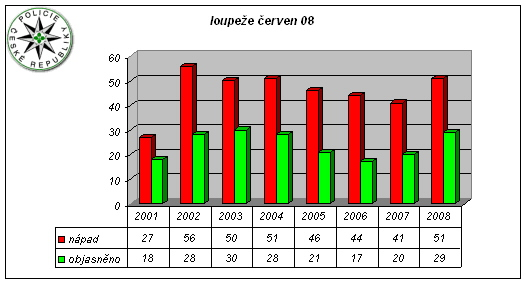 POLICIE
ČESKÉ REPUBLIKY
loupeže červen 08
60
50
40
30
20
10
0
2001 2002 2003 2004 2005 2006 2007 2008
nápad 27 56 50 51 46 44 41 51
objasněno 18 28 30 28 21 17 20 29